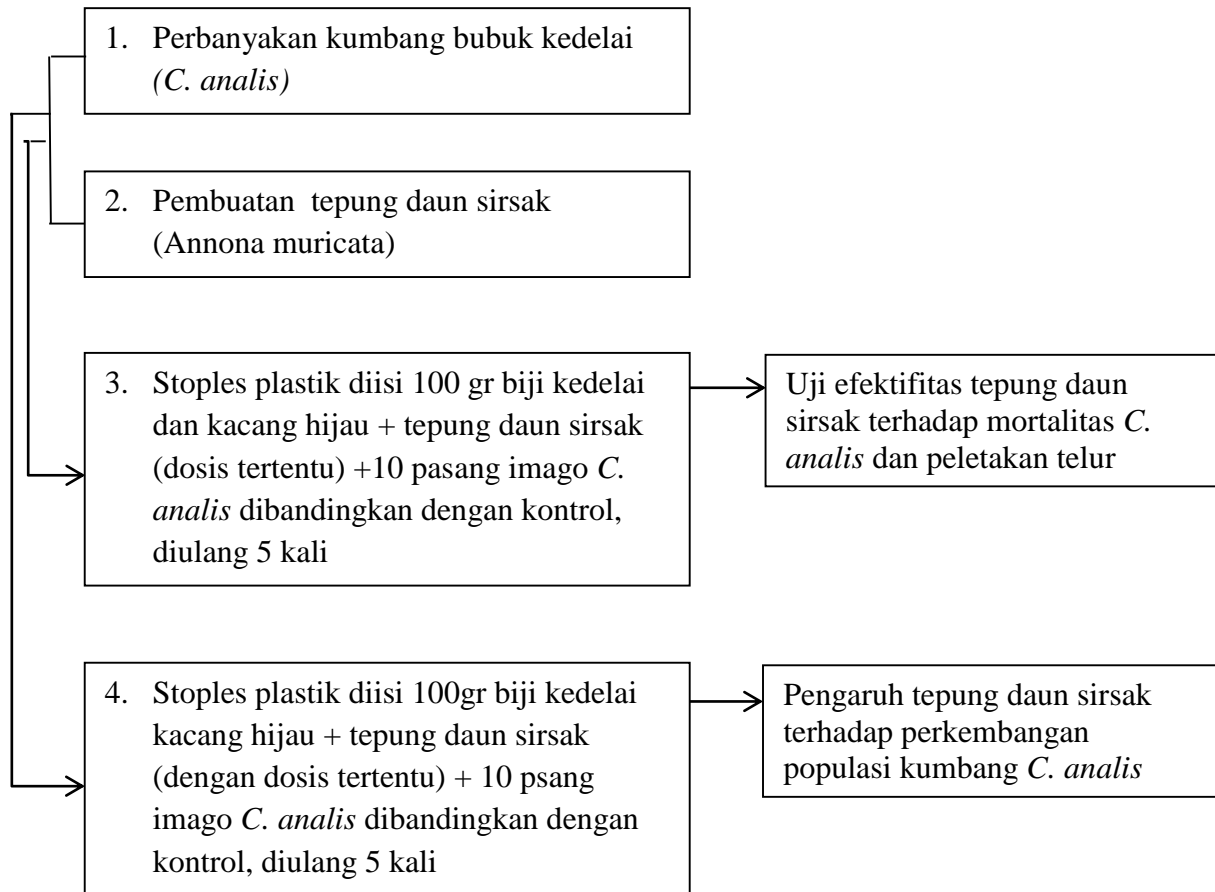 1. Perbanyakan kumbang bubuk kedelai
(C. analis)
2. Pembuatan tepung daun sirsak
(Annona muricata)
3. Stoples plastik diisi 100 gr biji kedelai
dan kacang hijau + tepung daun sirsak
(dosis tertentu) +10 pasang imago C.
analis dibandingkan dengan kontrol,
diulang 5 kali
Uji efektifitas tepung daun
sirsak terhadap mortalitas C.
analis dan peletakan telur
4. Stoples plastik diisi 100gr biji kedelai
kacang hijau + tepung daun sirsak
(dengan dosis tertentu) + 10 psang
imago C. analis dibandingkan dengan
kontrol, diulang 5 kali
Pengaruh tepung daun sirsak
terhadap perkembangan
populasi kumbang C. analis